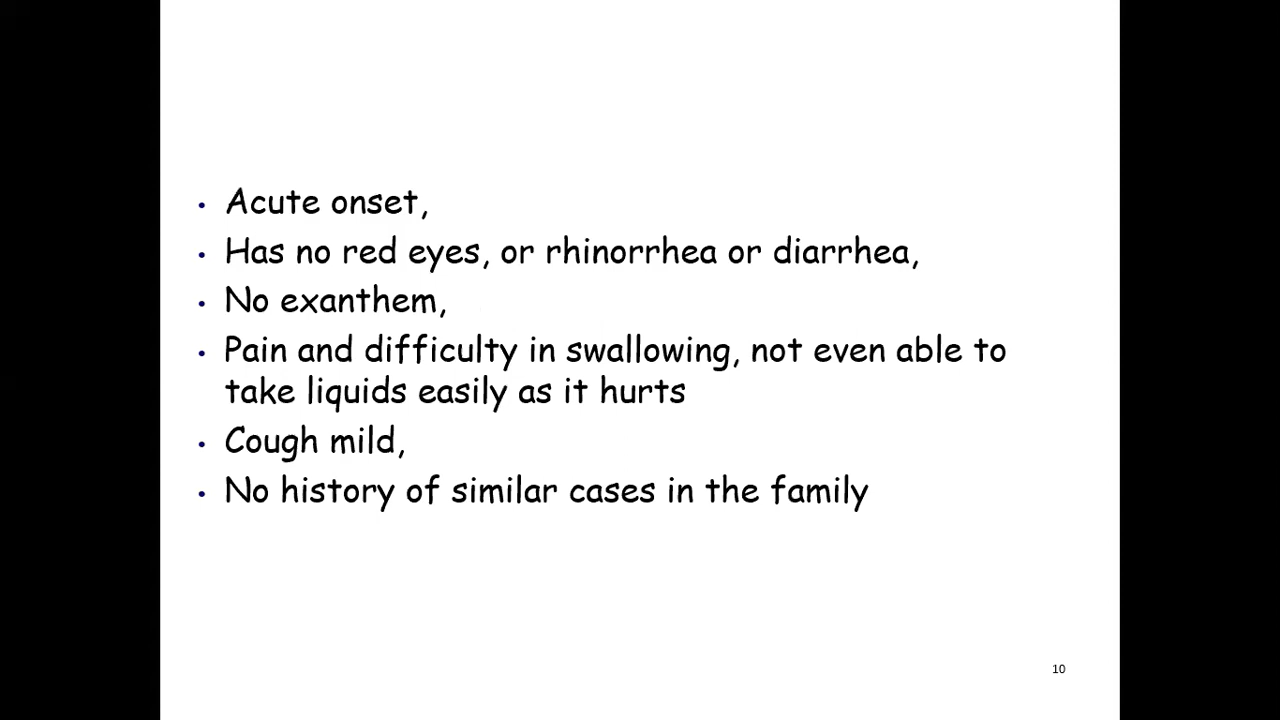 • Acute onset,
• Has no red eyes, or rhinorrhea or diarrhea,
• No exanthem,
• Pain and difficulty in swallowing, not even able to
take liquids easily as it hurts
• Cough mild,
• No history of similar cases in the family
10